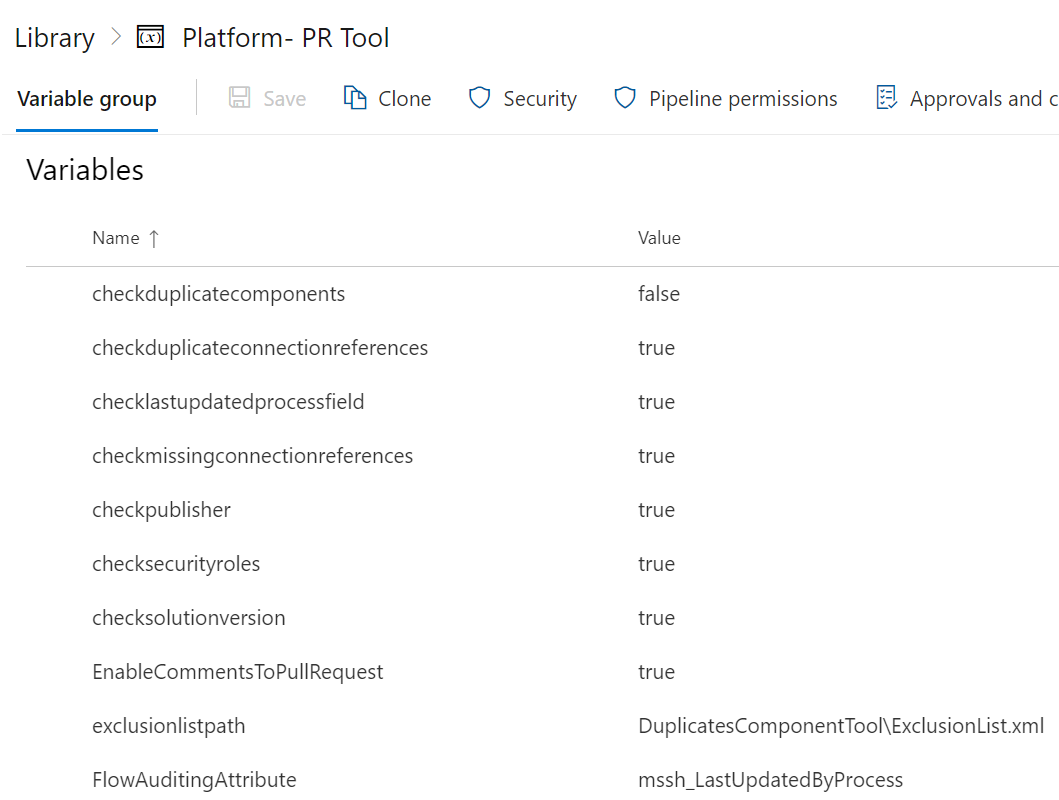 Library > (x) Platform- PR Tool
Variable group Save Clone Security Pipeline permissions Approvals and c
Variables
Name ↑ Value
checkduplicatecomponents false
checkduplicateconnectionreferences true
checklastupdatedprocessfield true
checkmissingconnectionreferences true
checkpublisher true
checksecurityroles true
checksolutionversion true
EnableCommentsToPullRequest true
exclusionlistpath DuplicatesComponentTool\ExclusionList.xml
FlowAuditingAttribute mssh_LastUpdatedByProcess